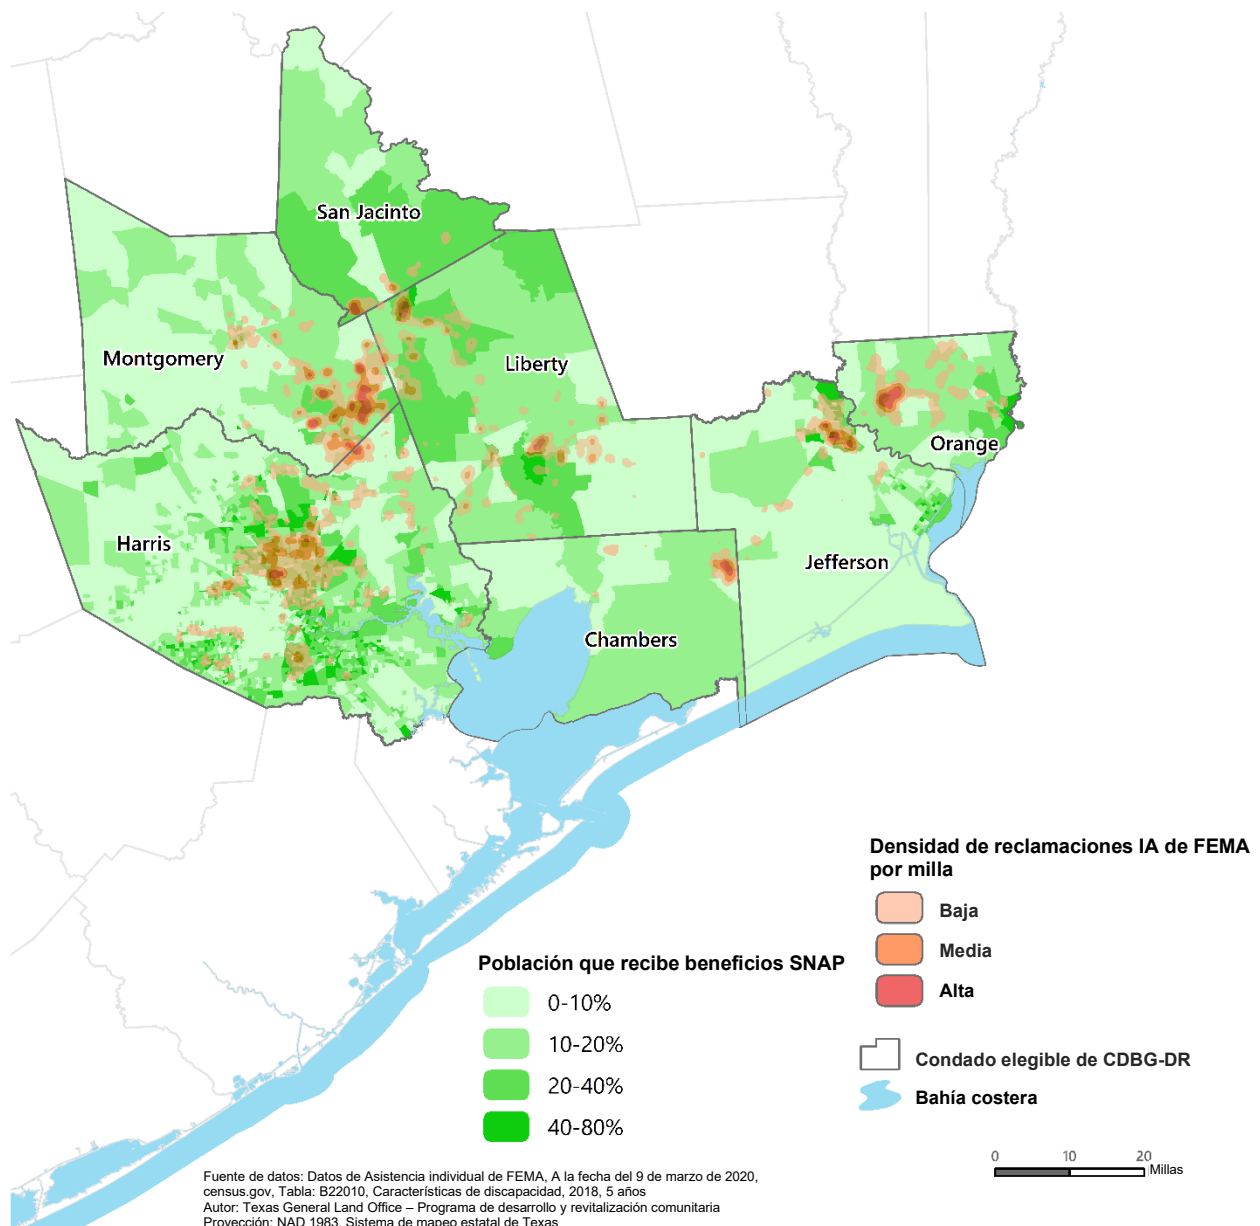 San Jacinto
Montgomery
Liberty
Orange
Harris
Jefferson
Chambers
Densidad de reclamaciones IA de FEMA
por milla
Baja
Media
Alta
Población que recibe beneficios SNAP
0-10%
10-20%
20-40%
40-80%
Condado elegible de CDBG-DR
Bahía costera
0 10 20
Millas
Fuente de datos: Datos de Asistencia individual de FEMA, A la fecha del 9 de marzo de 2020,
census.gov, Tabla: B22010, Características de discapacidad, 2018, 5 años
Autor: Texas General Land Office – Programa de desarrollo y revitalización comunitaria
Proyección: NAD 1983, Sistema de mapeo estatal de Texas